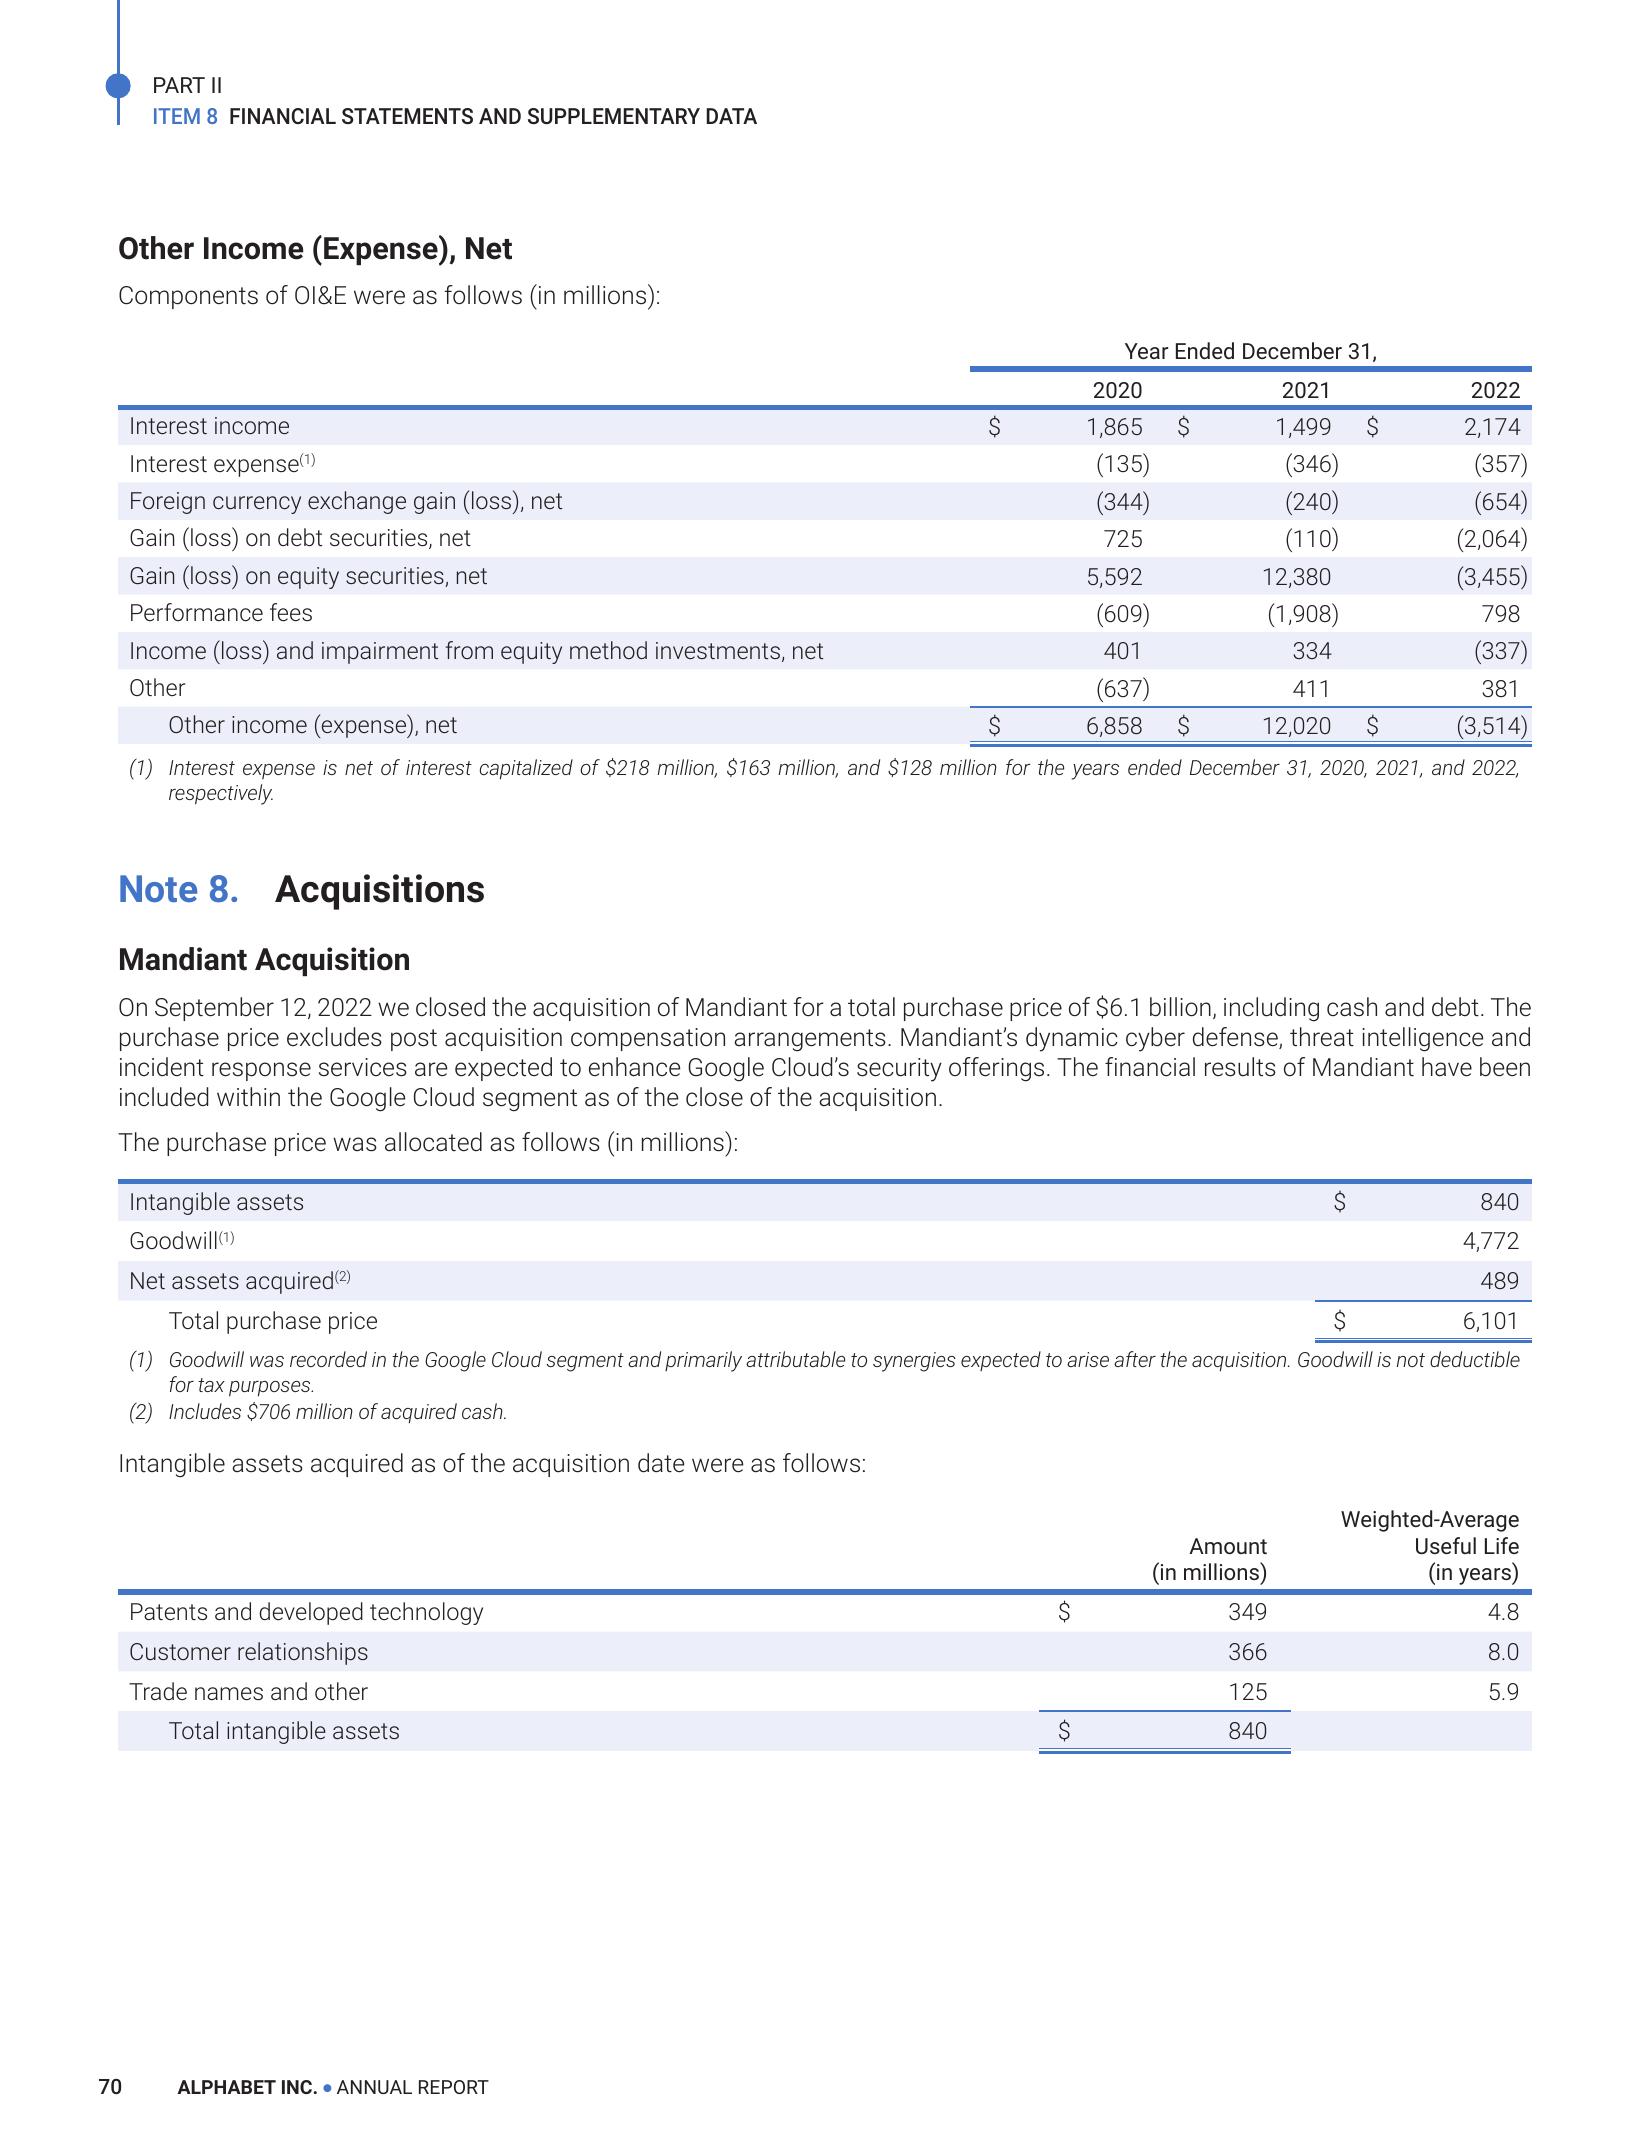 PART II
ITEM 8 FINANCIAL STATEMENTS AND SUPPLEMENTARY DATA
Other Income (Expense), Net
Components of OI&E were as follows (in millions):
Year Ended December 31,
2020 2021 2022
Interest income $ 1,865 $ 1,499 $ 2,174
Interest expense(1) (135) (346) (357)
Foreign currency exchange gain (loss), net (344) (240) (654)
Gain (loss) on debt securities, net 725 (110) (2,064)
Gain (loss) on equity securities, net 5,592 12,380 (3,455)
Performance fees (609) (1,908) 798
Income (loss) and impairment from equity method investments, net 401 334 (337)
Other (637) 411 381
Other income (expense), net $ 6,858 $ 12,020 $ (3,514)
(1) Interest expense is net of interest capitalized of $218 million, $163 million, and $128 million for the years ended December 31, 2020, 2021, and 2022,
respectively.
Note 8. Acquisitions
Mandiant Acquisition
On September 12, 2022 we closed the acquisition of Mandiant for a total purchase price of $6.1 billion, including cash and debt. The
purchase price excludes post acquisition compensation arrangements. Mandiant’s dynamic cyber defense, threat intelligence and
incident response services are expected to enhance Google Cloud’s security offerings. The financial results of Mandiant have been
included within the Google Cloud segment as of the close of the acquisition.
The purchase price was allocated as follows (in millions):
Intangible assets $ 840
Goodwill(1) 4,772
Net assets acquired(2) 489
Total purchase price $ 6,101
(1) Goodwill was recorded in the Google Cloud segment and primarily attributable to synergies expected to arise after the acquisition. Goodwill is not deductible
for tax purposes.
(2) Includes $706 million of acquired cash.
Intangible assets acquired as of the acquisition date were as follows:
Weighted-Average
Amount Useful Life
(in millions) (in years)
Patents and developed technology $ 349 4.8
Customer relationships 366 8.0
Trade names and other 125 5.9
Total intangible assets $ 840
70 ALPHABET INC. • ANNUAL REPORT